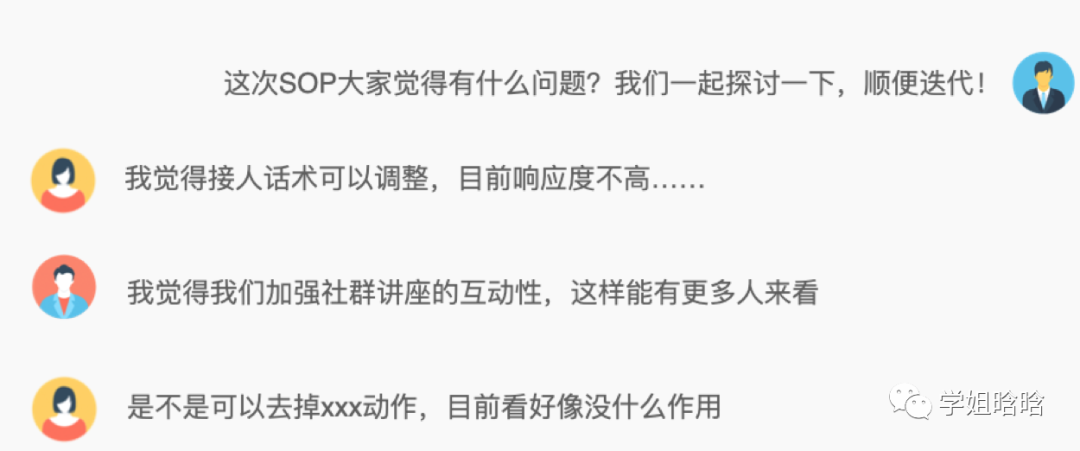 这次SOP大家觉得有什么问题？我们一起探讨一下，顺便迭代！
我觉得接人话术可以调整，目前响应度不高……
我觉得我们加强社群讲座的互动性，这样能有更多人来看
是不是可以去掉xxx动作，目前看好像没什么作用
学姐晗晗